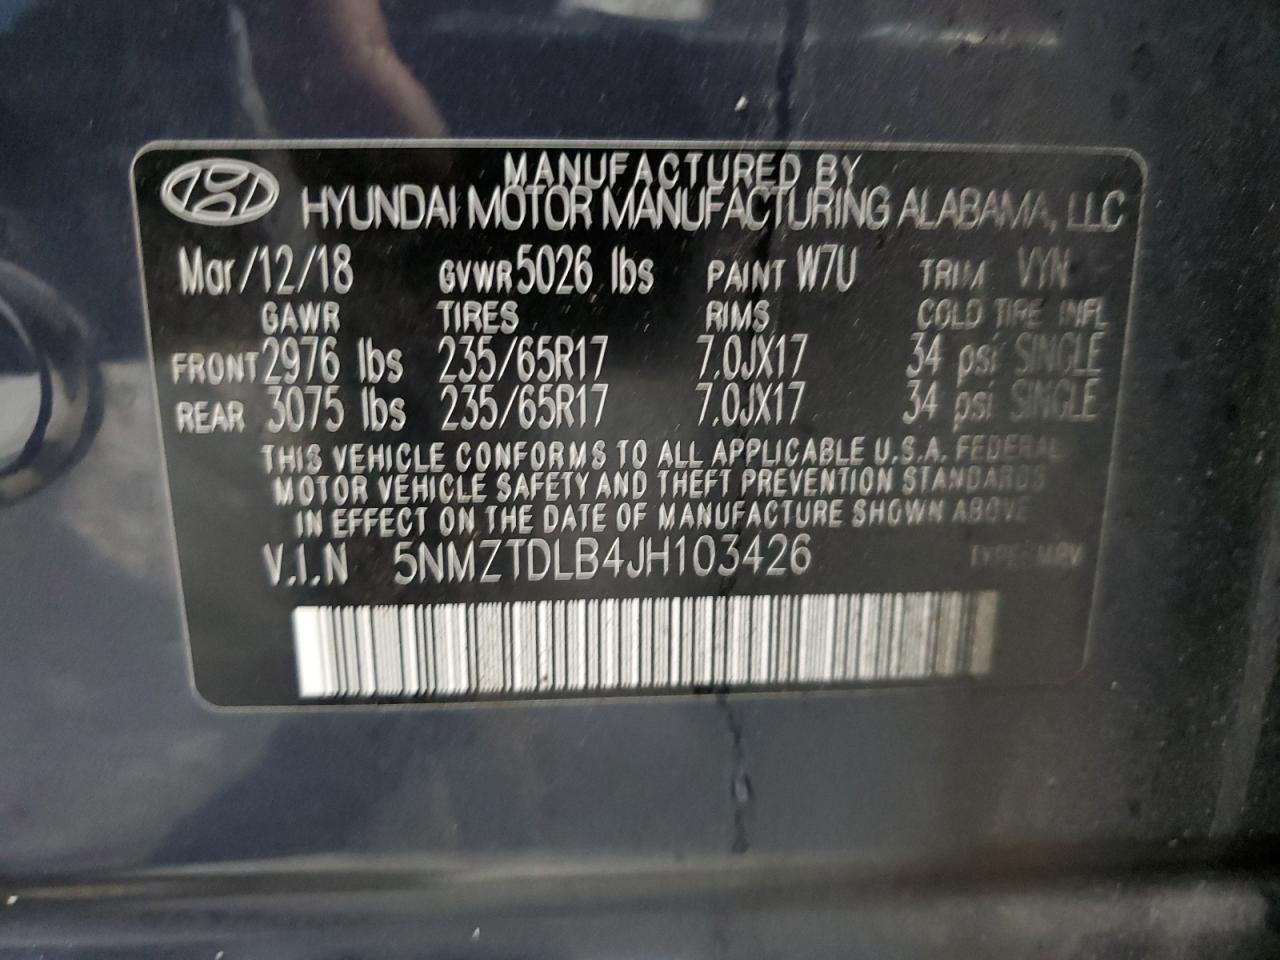 MANUFACTURED BY
HYUNDAI MOTOR MANUFACTURING ALABAMA, LLC
Mar/12/18 GVWR 5026 lbs PAINT W7U TRIM VYN
GAWR TIRES RIMS COLD TIRE INFL
FRONT 2976 lbs 235/65R17 7.0JX17 34 psi SINGLE
REAR 3075 lbs 235/65R17 7.0JX17 34 psi SINGLE
THIS VEHICLE CONFORMS TO ALL APPLICABLE U.S.A. FEDERAL
MOTOR VEHICLE SAFETY AND THEFT PREVENTION STANDARDS
IN EFFECT ON THE DATE OF MANUFACTURE SHOWN ABOVE
V.I.N 5NMZTDLB4JH103426 TYPE: MPV